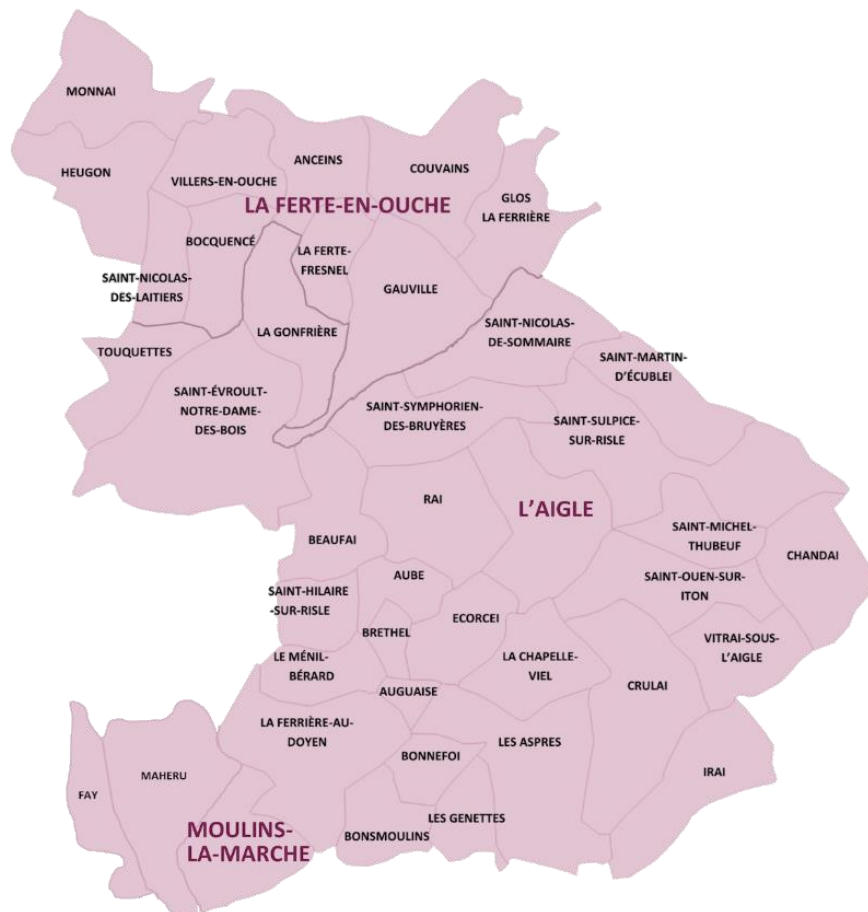 MONNAI
HEUGON
VILLERS-EN-OUCHE
ANCEINS
COUVAINS
GLOS
LA FERRIÈRE
LA FERTE-EN-OUCHE
BOCQUENCÉ
LA FERTE-
FRESNEL
SAINT-NICOLAS-
DES-LAITIERS
GAUVILLE
LA GONFRIÈRE
SAINT-NICOLAS-
DE-SOMMAIRE
TOUQUETTES
SAINT-MARTIN-
D'ÉCUBLEI
SAINT-ÉVROULT-
NOTRE-DAME-
DES-BOIS
SAINT-SYMPHORIEN-
DES-BRUYÈRES
SAINT-SULPICE-
SUR-RISLE
RAI
L'AIGLE
BEAUFAI
SAINT-MICHEL-
THUBEUF
CHANDAI
AUBE
SAINT-OUEN-SUR-
ITON
SAINT-HILAIRE
-SUR-RISLE
ECORCEI
BRETHEL
VITRAI-SOUS-
L'AIGLE
LE MÉNIL-
BÉRARD
LA CHAPELLE-
VIEL
CRULAI
AUGUAISE
LA FERRIÈRE-AU-
DOYEN
LES ASPRES
BONNEFOI
IRAI
MAHERU
FAY
LES GENETTES
MOULINS-
LA-MARCHE
BONSMOULINS